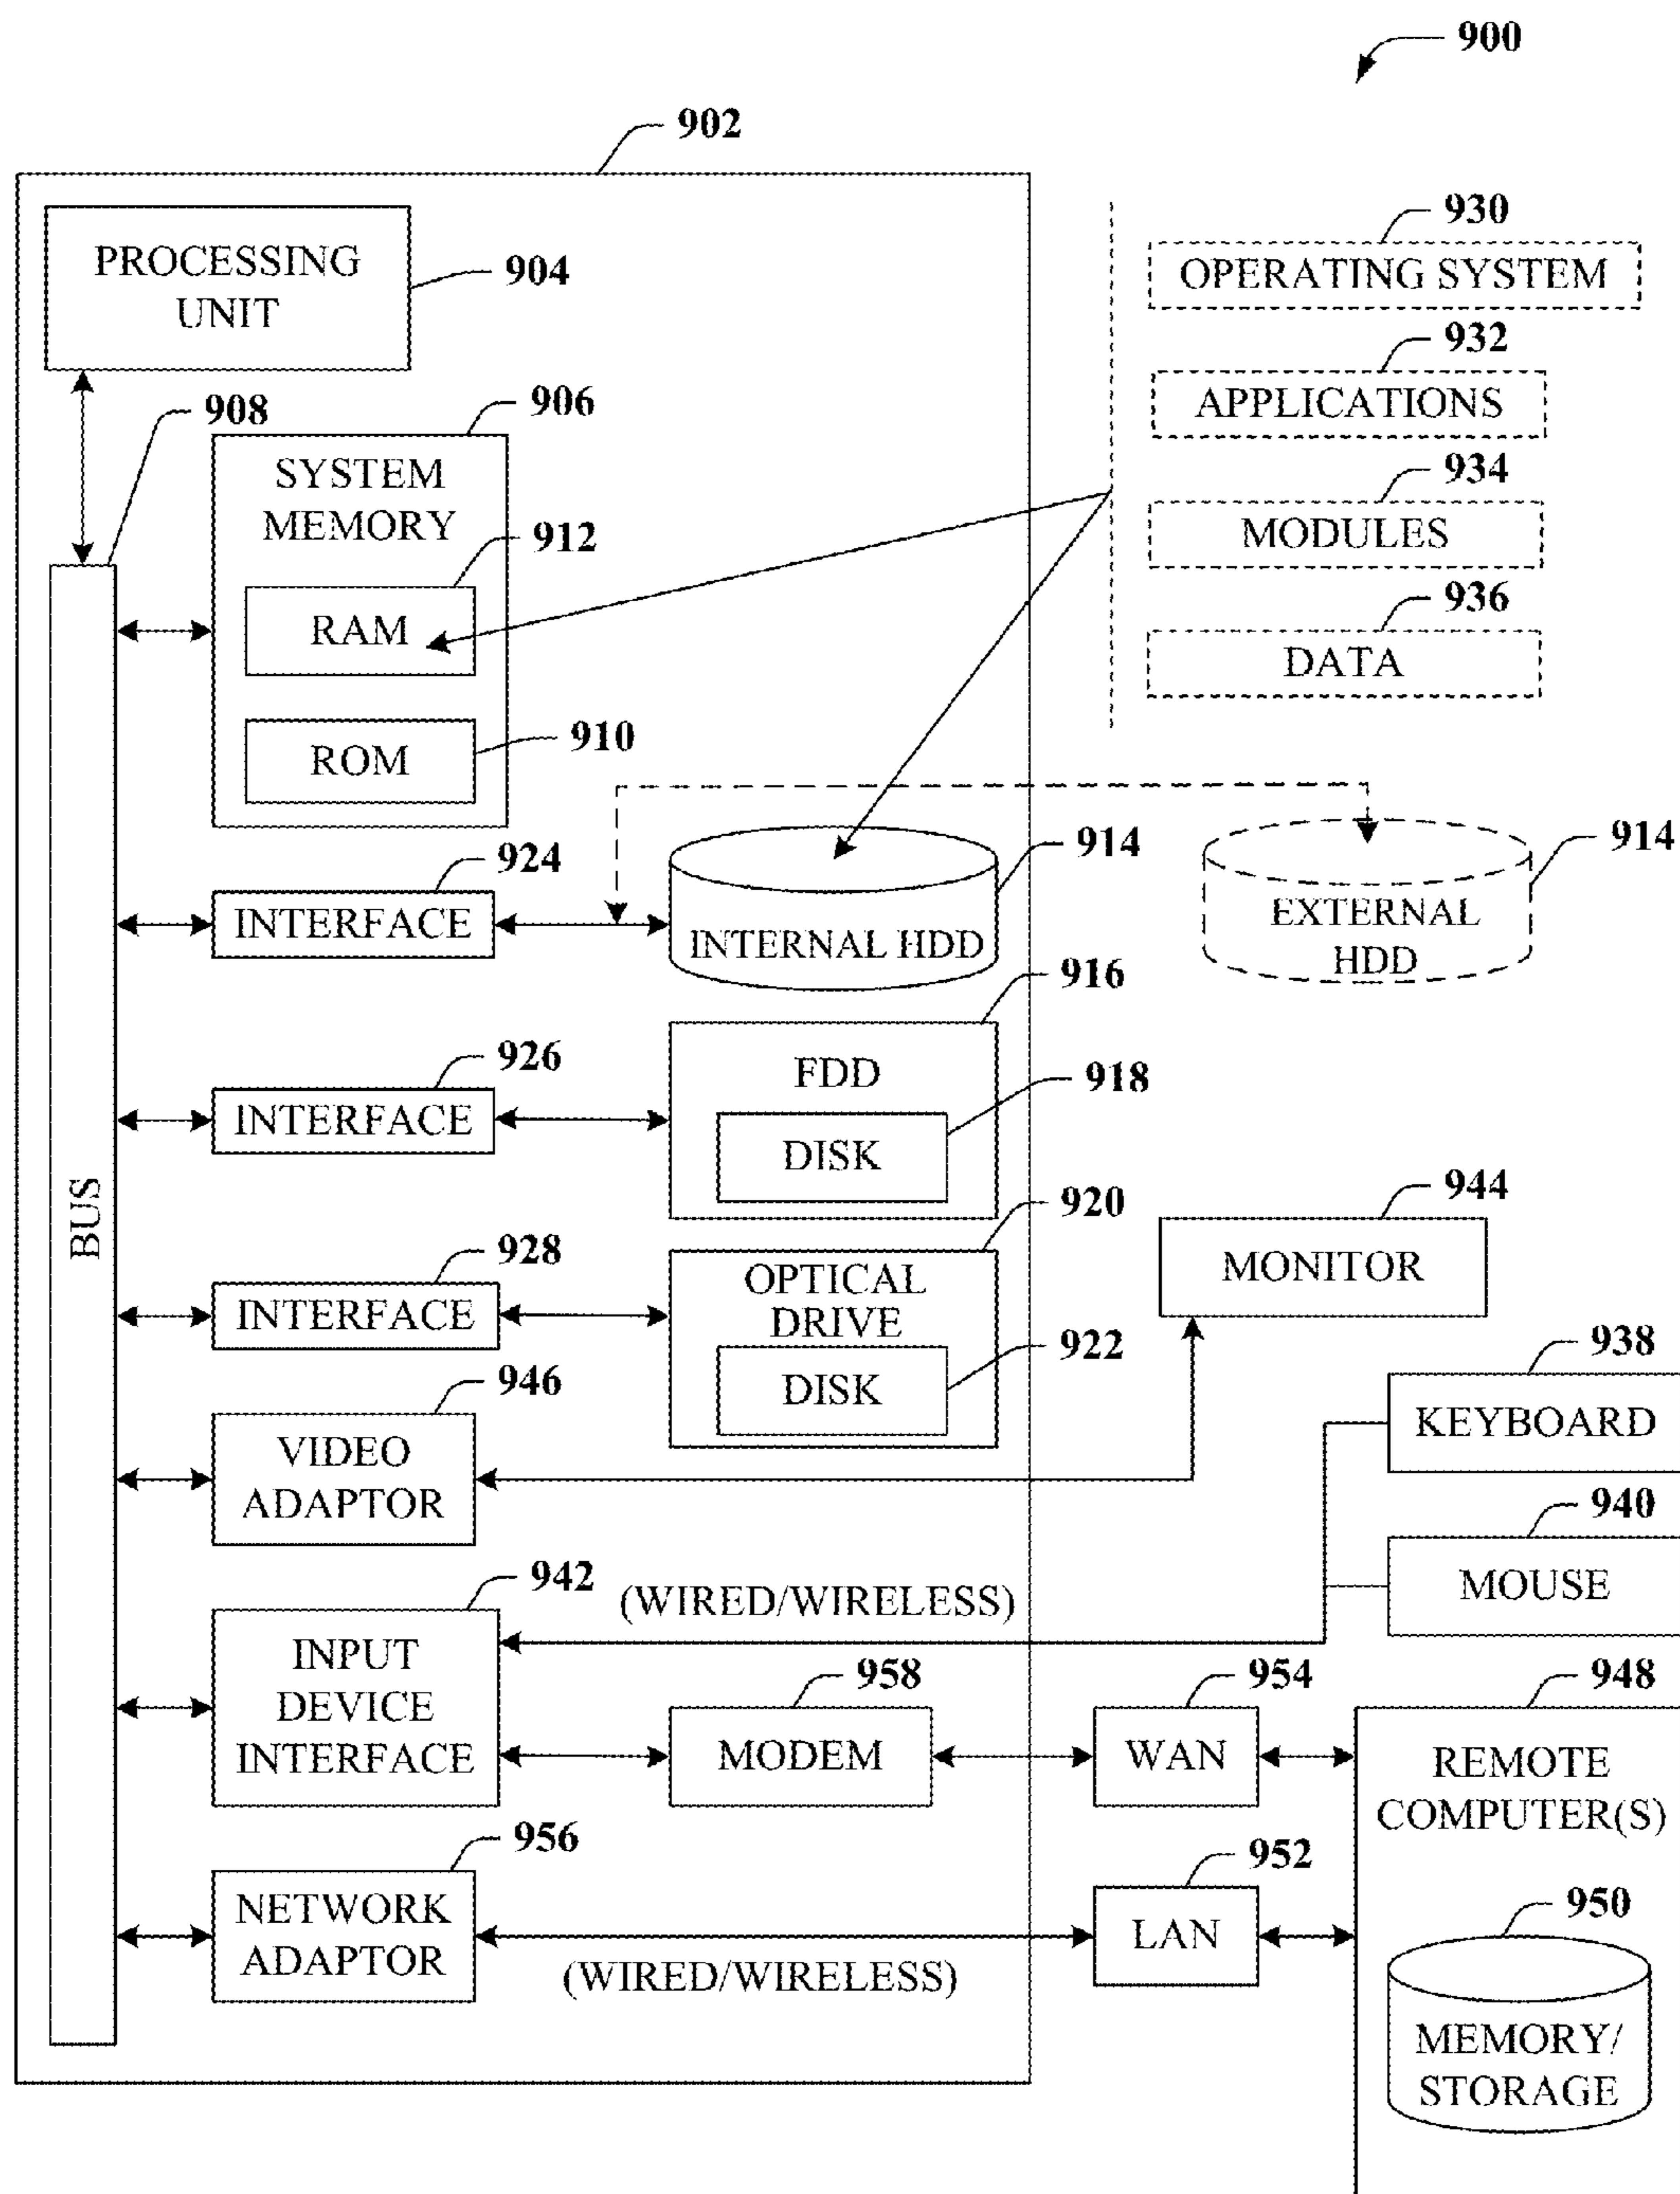 900
902
PROCESSING
UNIT
904
930
OPERATING SYSTEM
932
APPLICATIONS
934
MODULES
936
DATA
908
906
SYSTEM
MEMORY
912
RAM
910
ROM
924
INTERFACE
914
INTERNAL HDD
914
EXTERNAL
HDD
916
FDD
926
INTERFACE
918
DISK
BUS
920
OPTICAL
DRIVE
928
INTERFACE
922
DISK
944
MONITOR
946
VIDEO
ADAPTOR
938
KEYBOARD
940
MOUSE
942
INPUT
DEVICE
INTERFACE
(WIRED/WIRELESS)
958
MODEM
954
WAN
948
REMOTE
COMPUTER(S)
956
NETWORK
ADAPTOR
(WIRED/WIRELESS)
952
LAN
950
MEMORY/
STORAGE